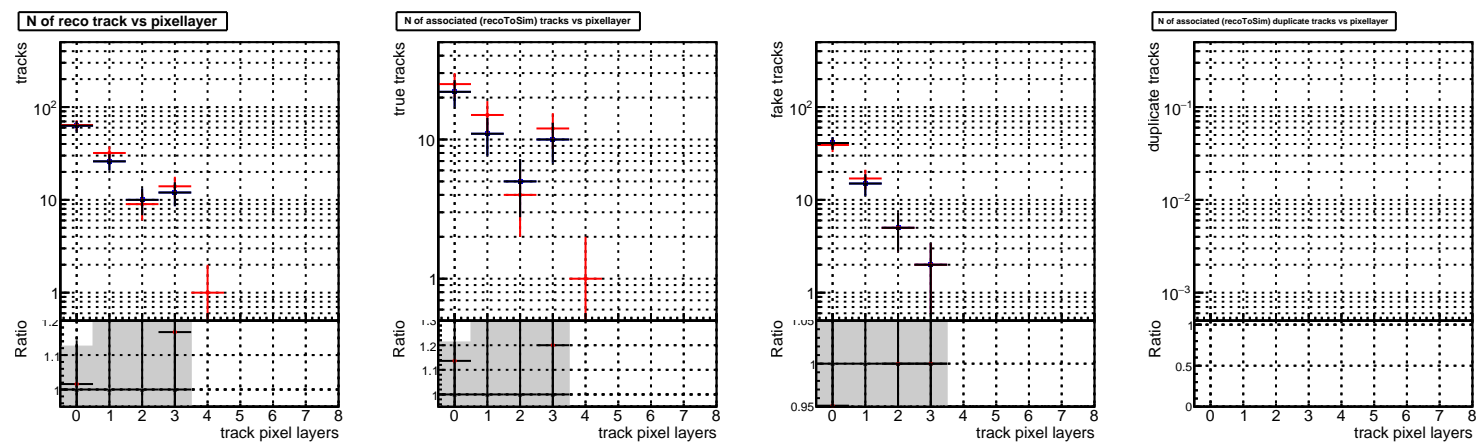 N of reco track vs pixellayer
tracks
10²
10
1
Ratio
1.2
1.1
1
0 1 2 3 4 5 6 7 8
track pixel layers
N of associated (recoToSim) tracks vs pixellayer
true tracks
10
1
Ratio
1.3
1.2
1.1
1
0 1 2 3 4 5 6 7 8
track pixel layers
fake tracks
10²
10
1
Ratio
1.05
1
0.95
0 1 2 3 4 5 6 7 8
track pixel layers
N of associated (recoToSim) duplicate tracks vs pixellayer
duplicate tracks
10⁻¹
10⁻²
10⁻³
Ratio
1
0.5
0
0 1 2 3 4 5 6 7 8
track pixel layers